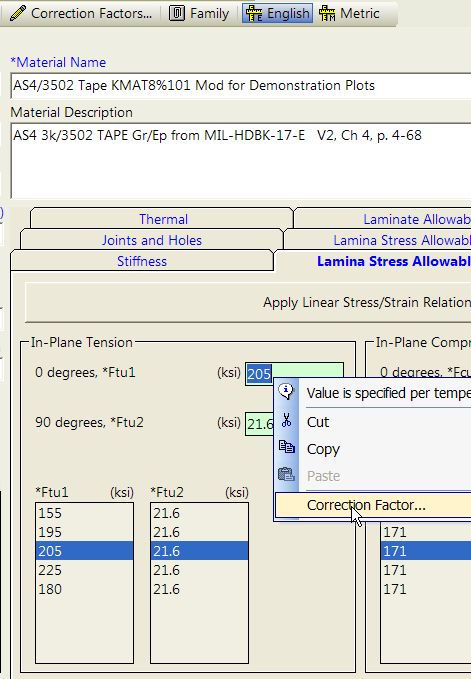 Correction Factors... Family English Metric
*Material Name
AS4/3502 Tape KMAT8%101 Mod for Demonstration Plots
Material Description
AS4 3k/3502 TAPE Gr/Ep from MIL-HDBK-17-E V2, Ch 4, p. 4-68
Thermal Laminate Allowab
Joints and Holes Lamina Stress Allowabl
Stiffness Lamina Stress Allowabl
Apply Linear Stress/Strain Relation
In-Plane Tension In-Plane Compr
0 degrees, *Ftu1 (ksi) 205 0 degrees, *Fcu
Value is specified per tempe
90 degrees, *Ftu2 (ksi) 21.6 Cut
Copy
Paste
*Ftu1 (ksi) *Ftu2 (ksi) Correction Factor...
155 21.6
195 21.6 171
205 21.6 171
225 21.6 171
180 21.6 171